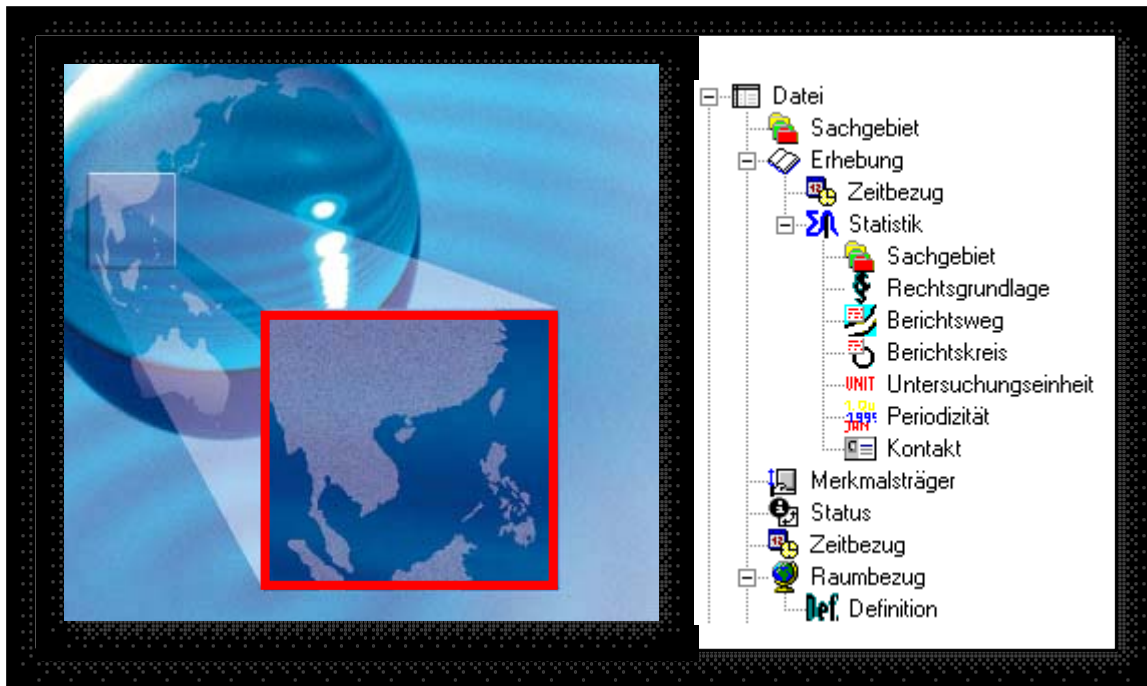 Datei
Sachgebiet
Erhebung
Zeitbezug
Statistik
Sachgebiet
Rechtsgrundlage
Berichtsweg
Berichtskreis
UNIT Untersuchungseinheit
Periodizität
Kontakt
Merkmalsträger
Status
Zeitbezug
Raumbezug
Def. Definition